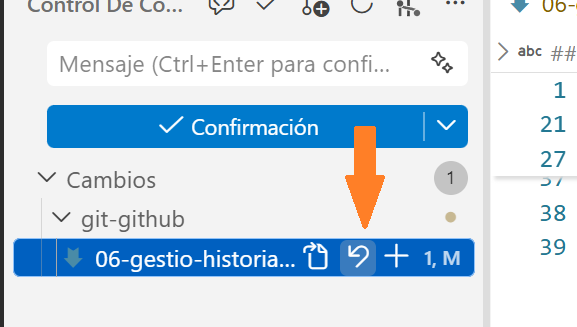 Control De Co...
06-
Mensaje (Ctrl+Enter para confi...
abc ##
Confirmación
1
21
27
37
38
39
Cambios 1
git-github
06-gestio-historia... 1, M